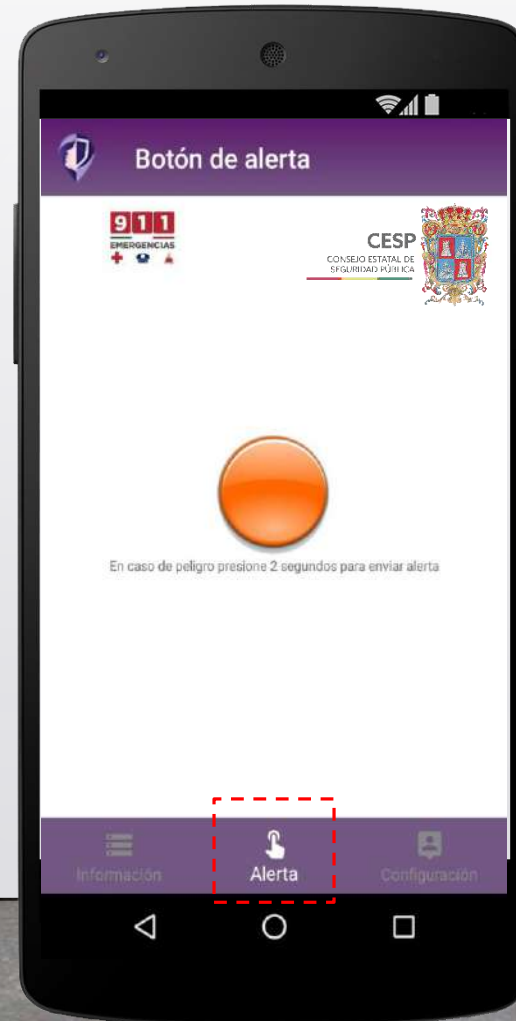 Botón de alerta
911
EMERGENCIAS
CESP
CONSEJO ESTATAL DE
SEGURIDAD PÚBLICA
En caso de peligro presione 2 segundos para enviar alerta
Información
Alerta
Configuración